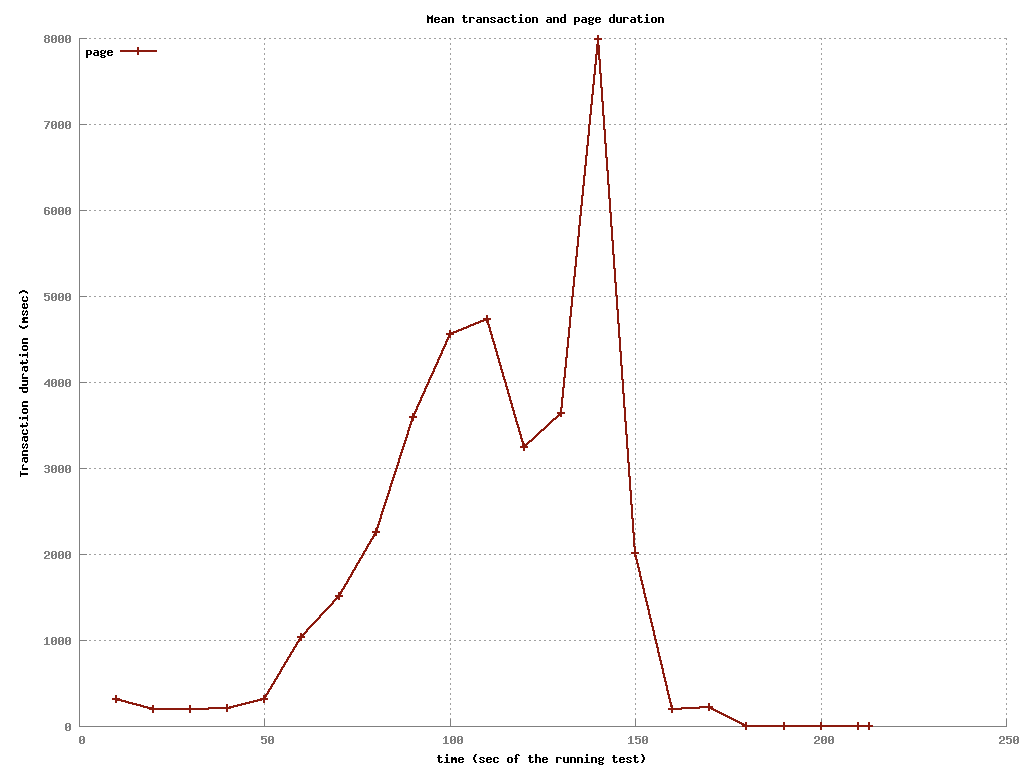 Mean transaction and page duration
page
8000
7000
6000
5000
4000
3000
2000
1000
0
Transaction duration (msec)
0 50 100 150 200 250
time (sec of the running test)